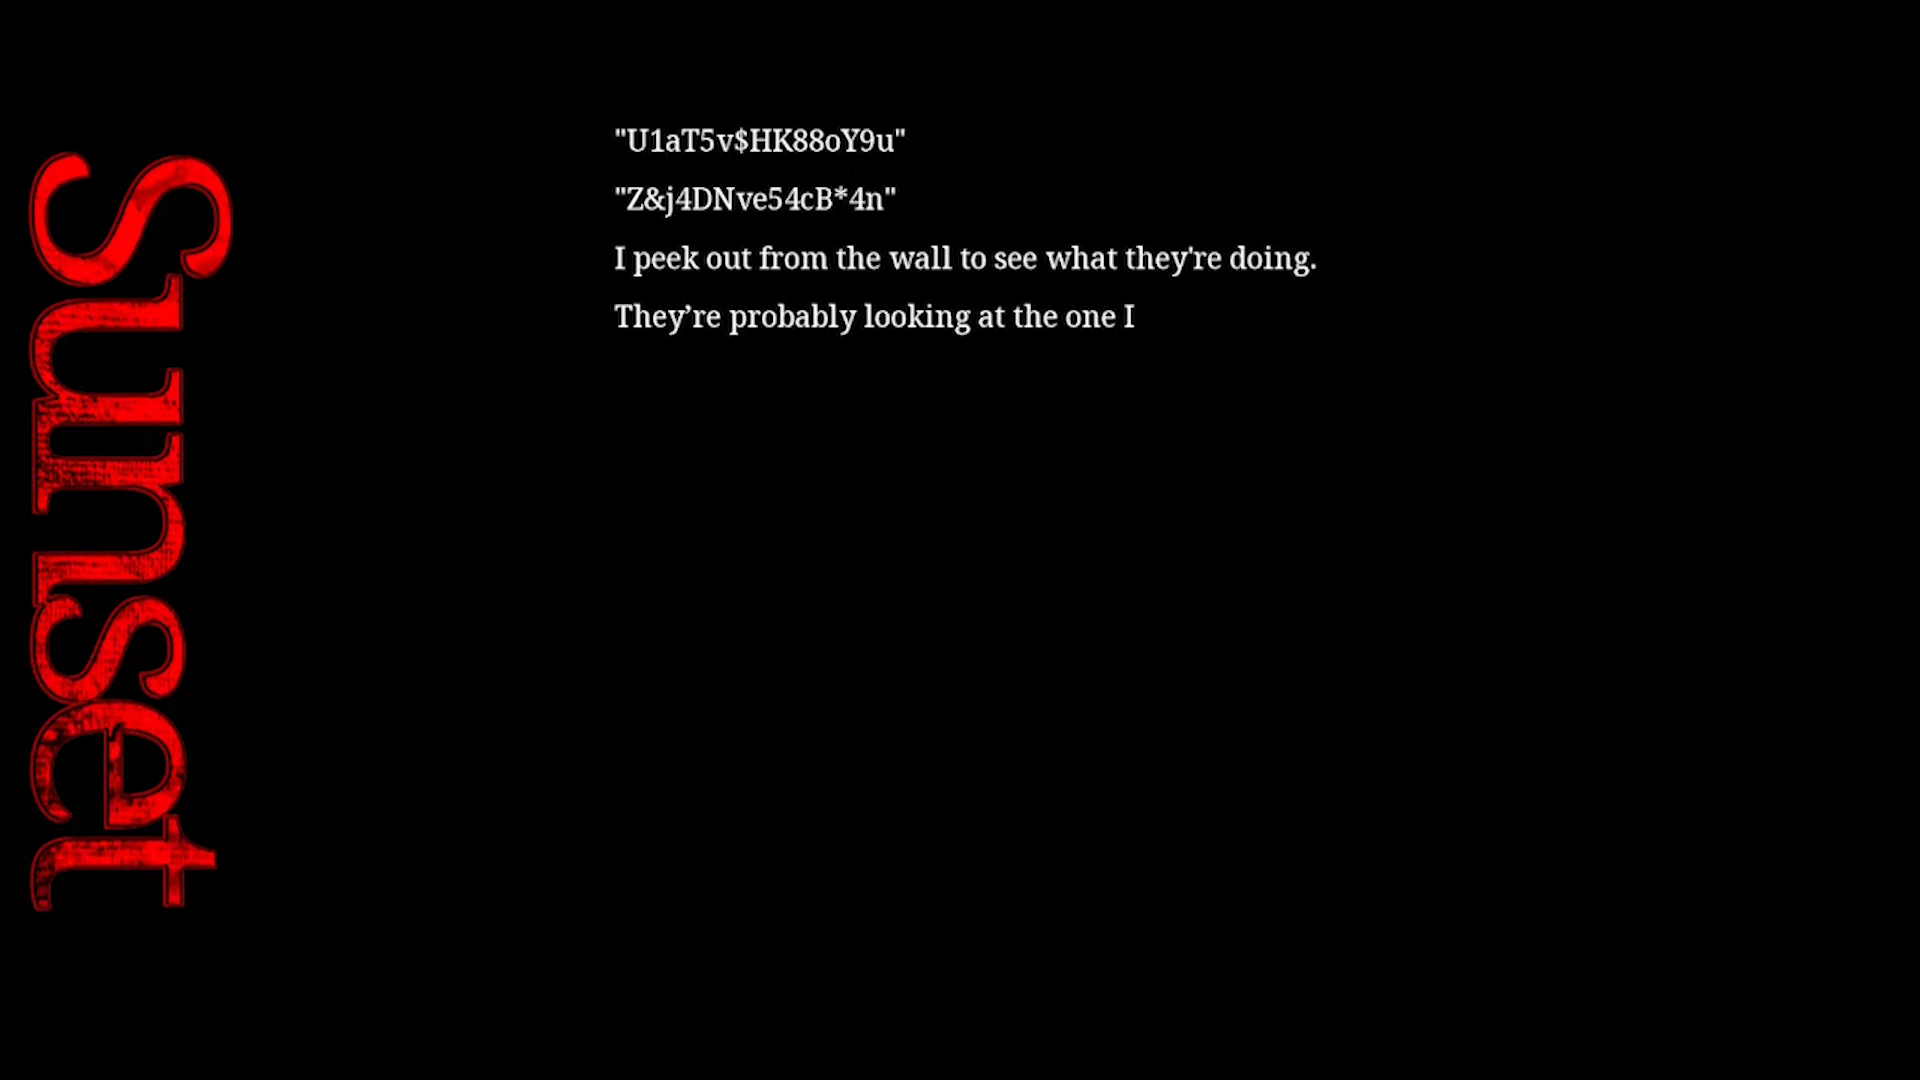 Sunset
"U1aT5v$HK88oY9u"
"Z&j4DNve54cB*4n"
I peek out from the wall to see what they're doing.
They’re probably looking at the one I